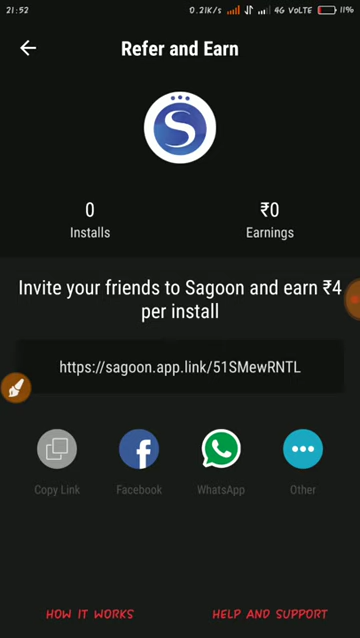 21:52 0.21K/s 4G VoLTE 11%
Refer and Earn
S
0 ₹0
Installs Earnings
Invite your friends to Sagoon and earn ₹4
per install
https://sagoon.app.link/51SMewRNTL
Copy Link Facebook WhatsApp Other
HOW IT WORKS HELP AND SUPPORT